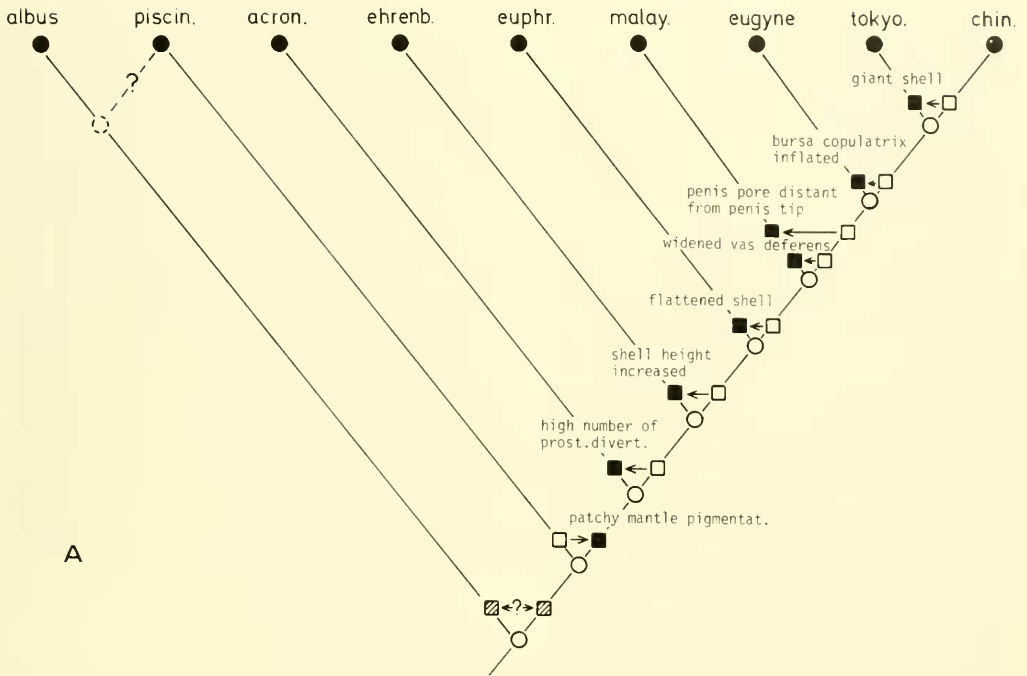 albus piscin. acron. ehrenb. euphr. malay. eugyne tokyo. chin.
?
giant shell
bursa copulatrix
inflated
penis pore distant
from penis tip
widened vas deferens
flattened shell
shell height
increased
high number of
prost.divert.
patchy mantle pigmentat.
A
?